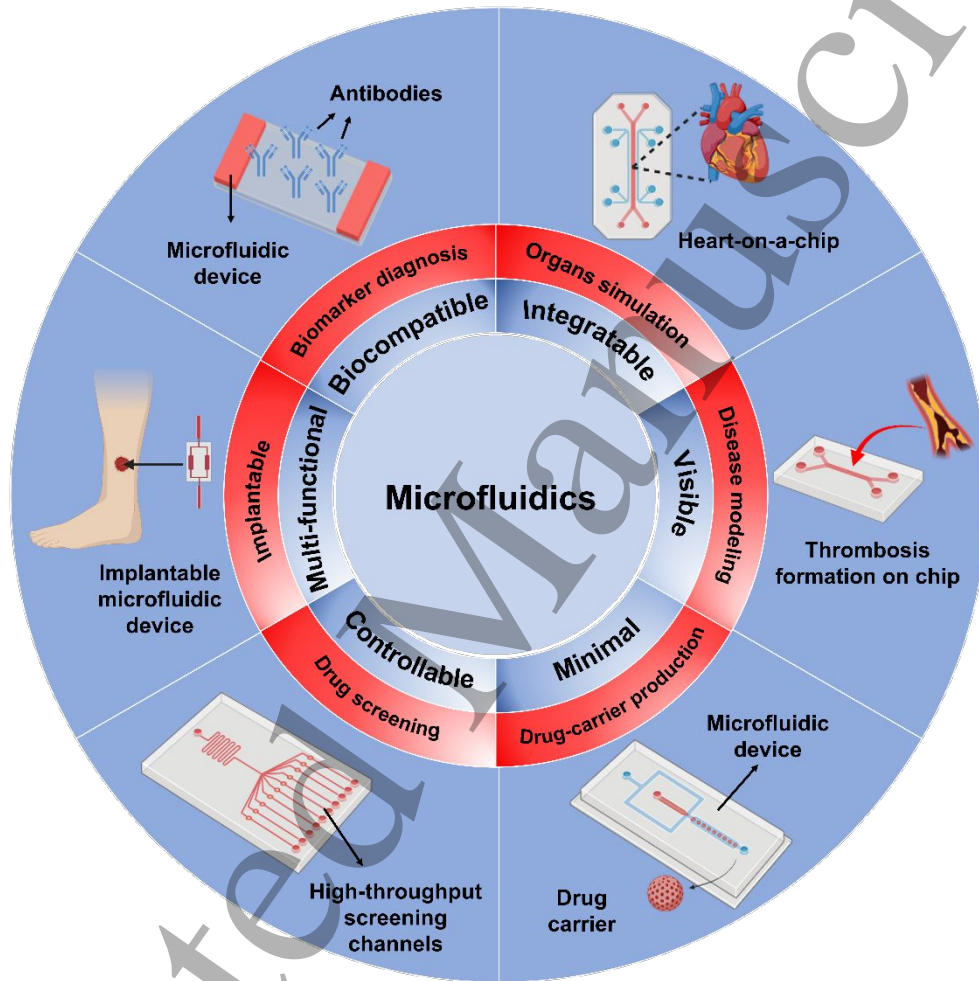 Antibodies
Microfluidic
device
Heart-on-a-chip
Biomarker diagnosis
Organs simulation
Biocompatible
Integratable
Implantable
Multi-functional
Microfluidics
Visible
Disease modeling
Implantable
microfluidic
device
Thrombosis
formation on chip
Controllable
Minimal
Drug screening
Drug-carrier production
Microfluidic
device
High-throughput
screening
channels
Drug
carrier
ted Manuscri